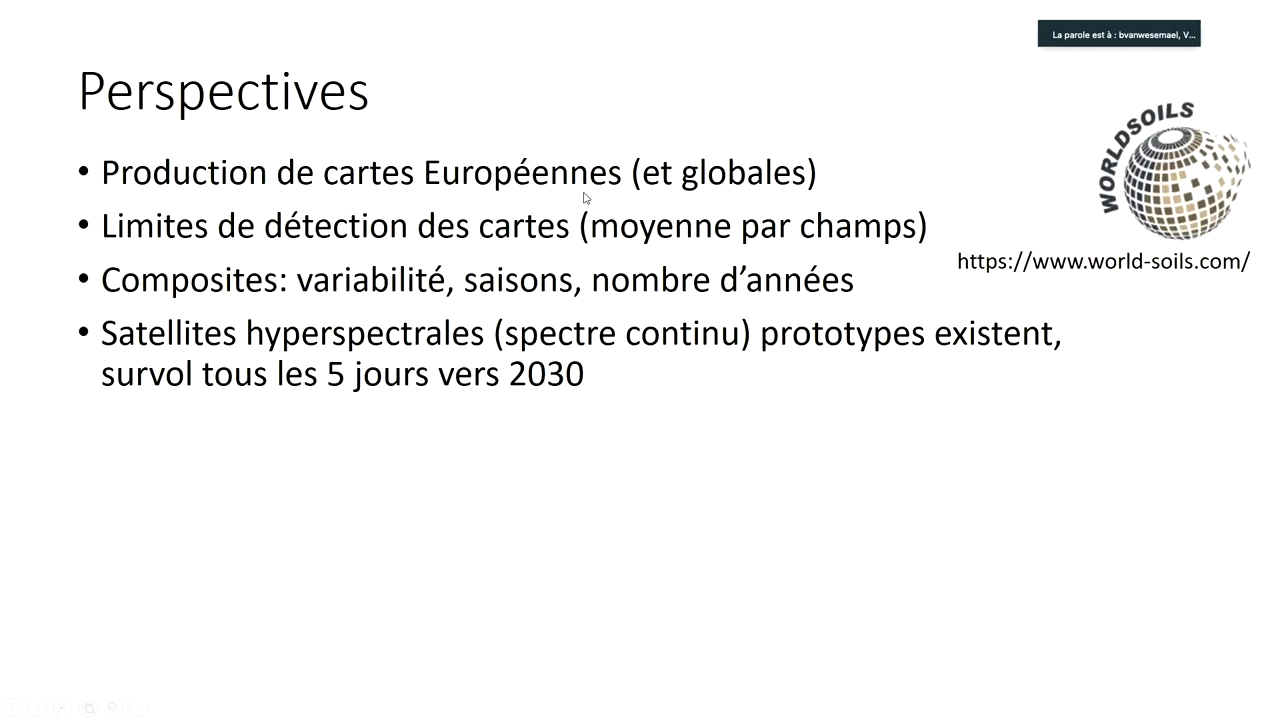 La parole est à : bvanwesemael, V...
Perspectives
WORLDSOILS
• Production de cartes Européennes (et globales)
• Limites de détection des cartes (moyenne par champs)
https://www.world-soils.com/
• Composites: variabilité, saisons, nombre d’années
• Satellites hyperspectrales (spectre continu) prototypes existent,
survol tous les 5 jours vers 2030